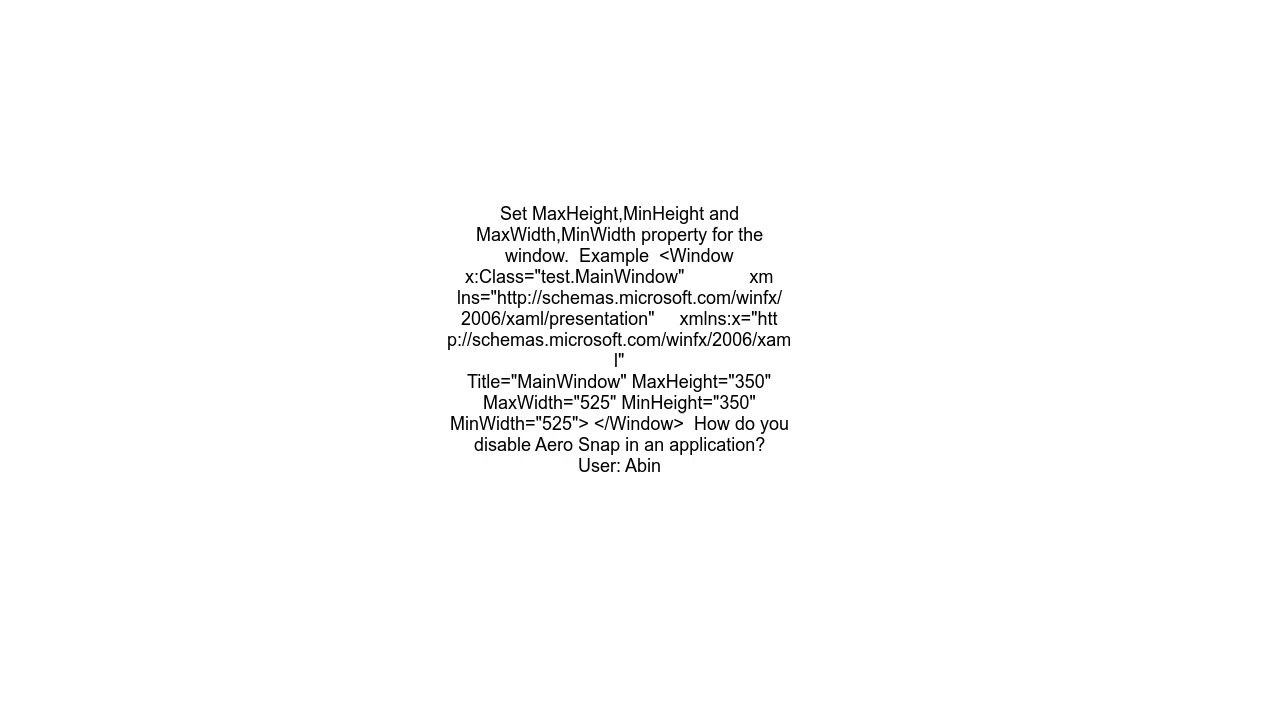 Set MaxHeight,MinHeight and
MaxWidth,MinWidth property for the
window.  Example  <Window
x:Class="test.MainWindow"             xm
lns="http://schemas.microsoft.com/winfx/
2006/xaml/presentation"     xmlns:x="htt
p://schemas.microsoft.com/winfx/2006/xam
l"
Title="MainWindow" MaxHeight="350"
MaxWidth="525" MinHeight="350"
MinWidth="525"> </Window>  How do you
disable Aero Snap in an application?
User: Abin